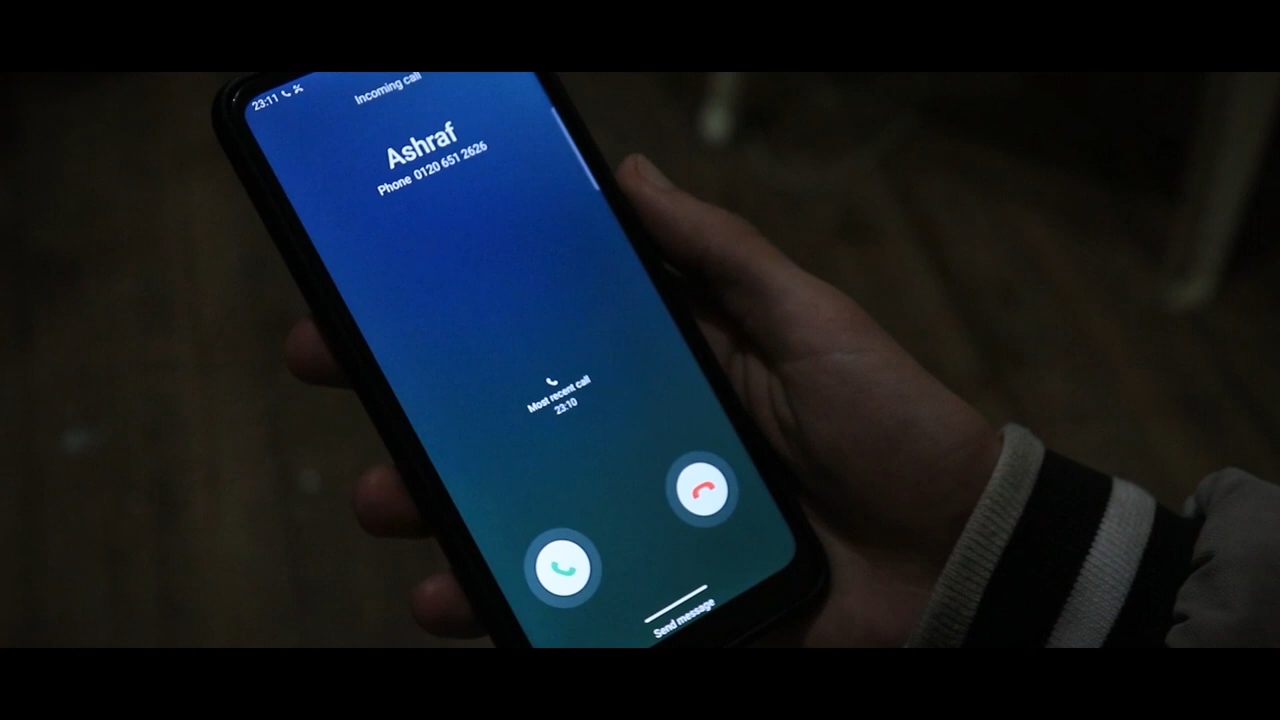 23:11
Incoming call
Ashraf
Phone 0120 651 2626
Most recent call
23:10
Send message